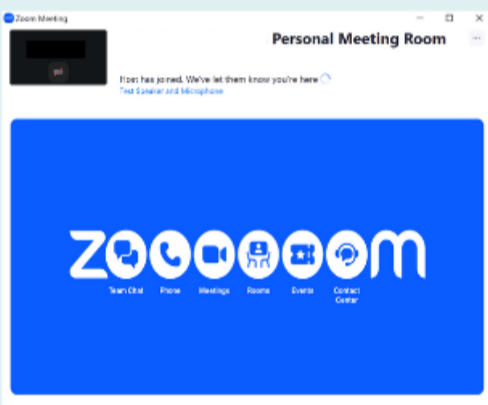 Zoom Meeting
Personal Meeting Room
Host has joined. We've let them know you're here
Test Speaker and Microphone
zoooooom
Team Chat
Phone
Meetings
Rooms
Events
Contact
Center